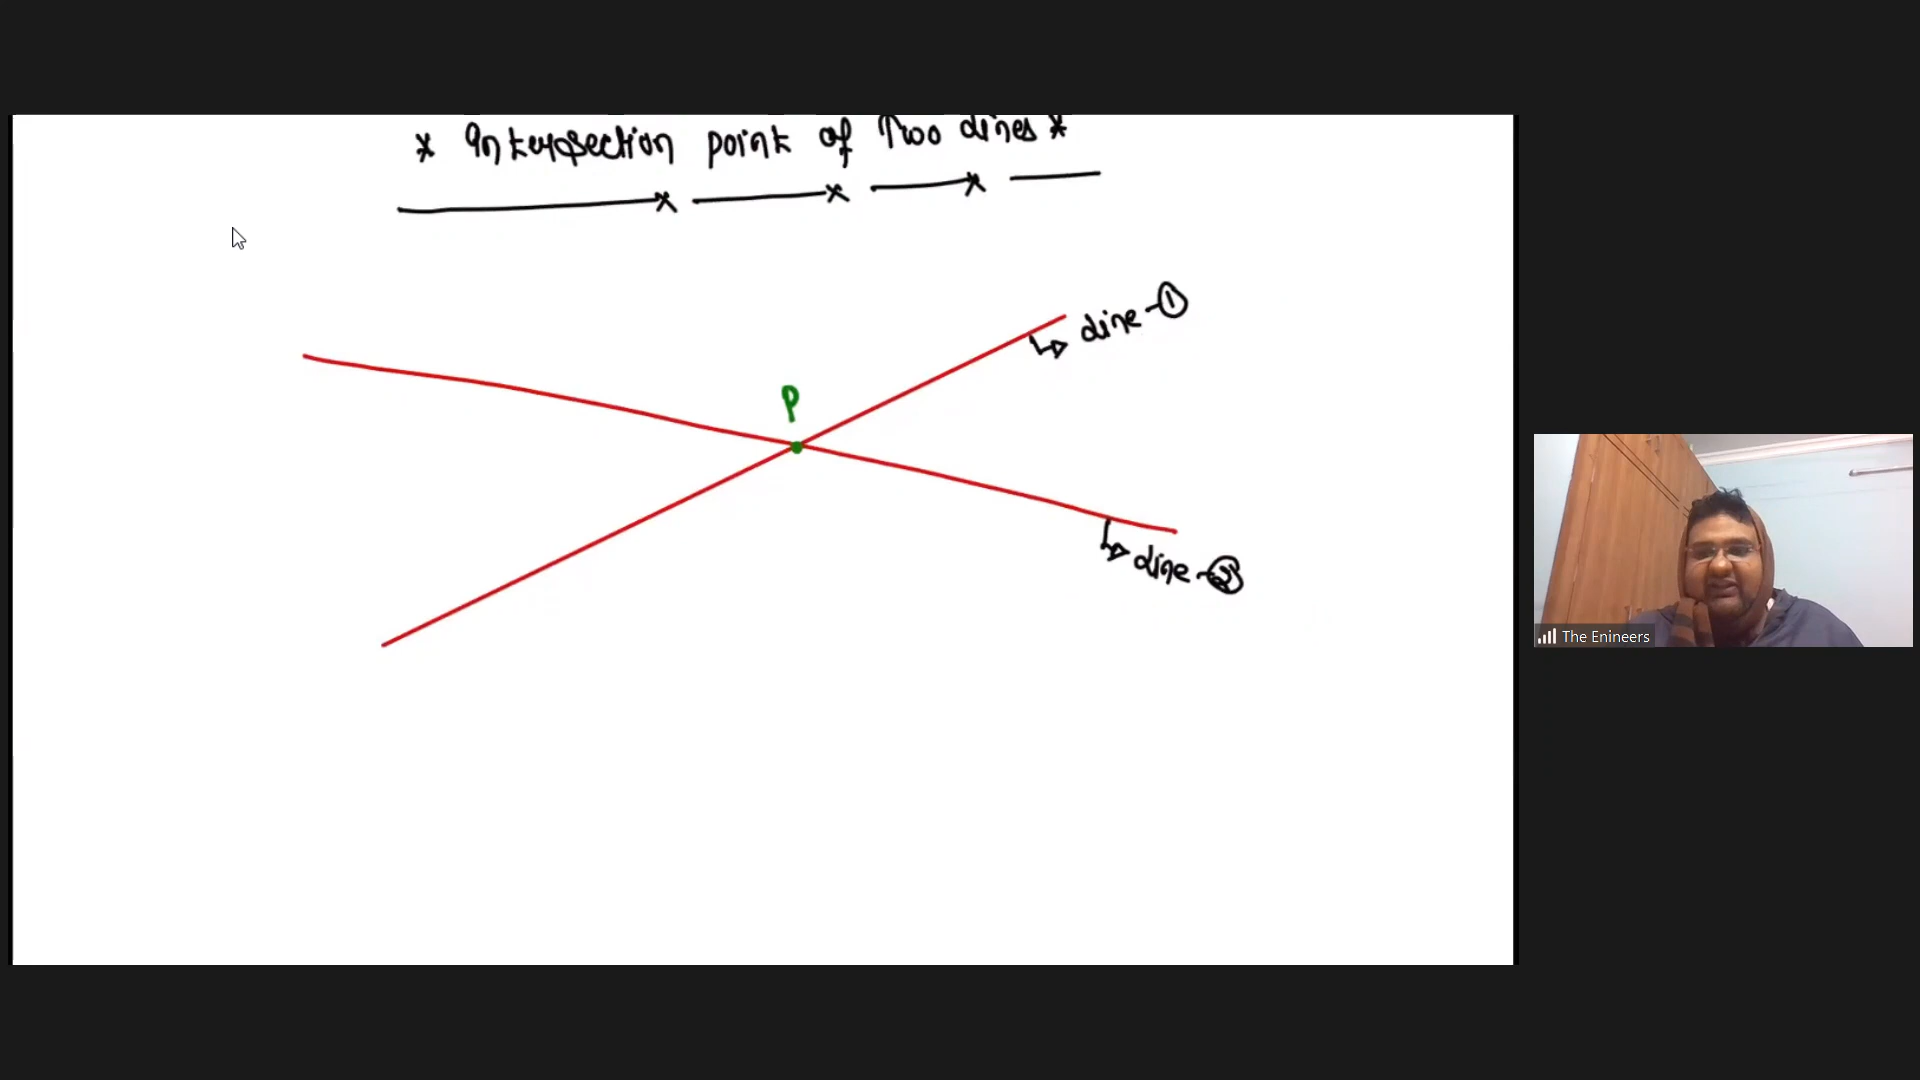 * Intersection point of Two Lines *
Line - ①
P
Line - ②
The Enineers